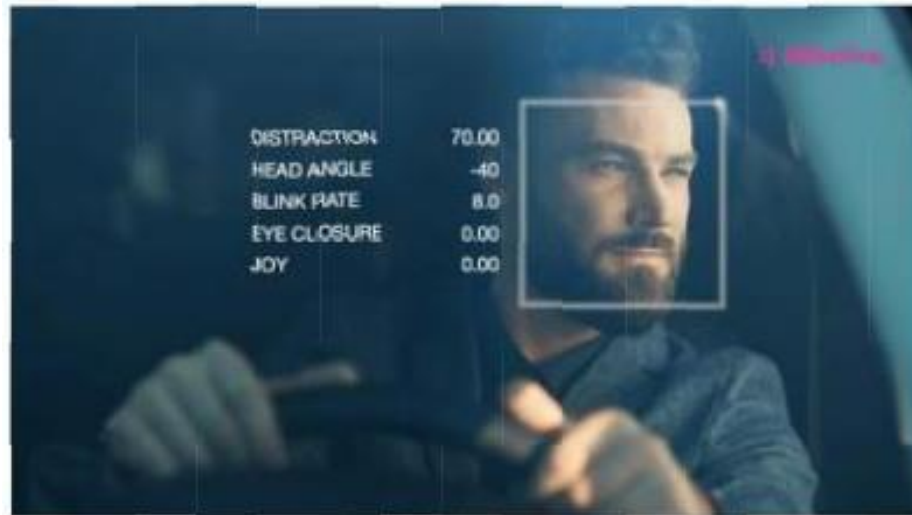 DISTRACTION 70.00
HEAD ANGLE -40
BLINK RATE 8.0
EYE CLOSURE 0.00
JOY 0.00